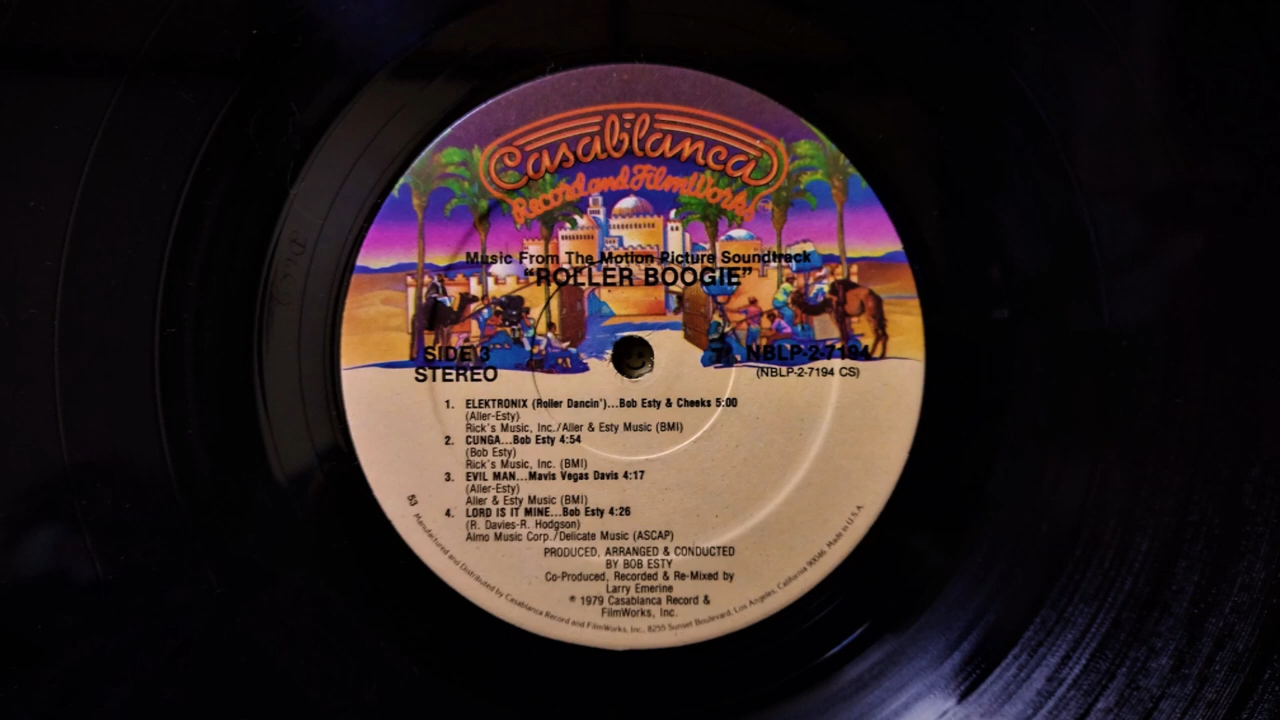 Casablanca
Record and FilmWorks
Music From The Motion Picture Soundtrack
“ROLLER BOOGIE”
SIDE 3
STEREO
NBLP-2-7194
(NBLP-2-7194 CS)
1. ELEKTRONIX (Roller Dancin')...Bob Esty & Cheeks 5:00
(Aller-Esty)
Rick's Music, Inc./Aller & Esty Music (BMI)
2. CUNGA...Bob Esty 4:54
(Bob Esty)
Rick's Music, Inc. (BMI)
3. EVIL MAN...Mavis Vegas Davis 4:17
(Aller-Esty)
Aller & Esty Music (BMI)
4. LORD IS IT MINE...Bob Esty 4:26
(R. Davies-R. Hodgson)
Almo Music Corp./Delicate Music (ASCAP)
PRODUCED, ARRANGED & CONDUCTED
BY BOB ESTY
Co-Produced, Recorded & Re-Mixed by
Larry Emerine
℗ 1979 Casablanca Record &
FilmWorks, Inc.
53 Manufactured and Distributed by Casablanca Record and FilmWorks, Inc., 8255 Sunset Boulevard, Los Angeles, California 90046. Made in U.S.A.